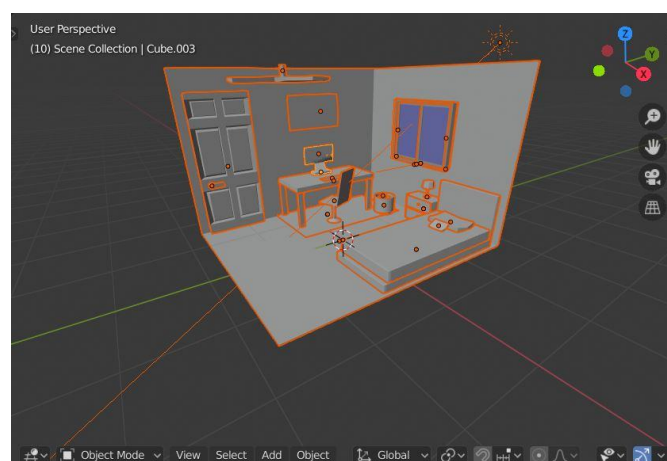 User Perspective
(10) Scene Collection | Cube.003
Z
Y
X
Object Mode View Select Add Object Global